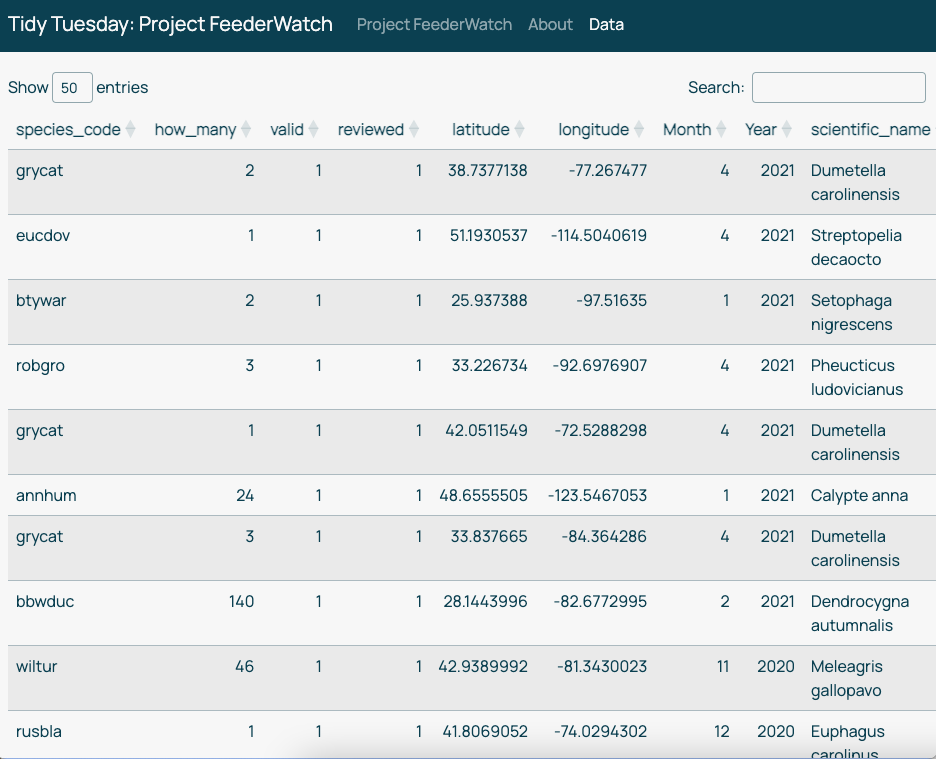 Tidy Tuesday: Project FeederWatch Project FeederWatch About Data
Show 50 entries Search:
species_code how_many valid reviewed latitude longitude Month Year scientific_name
grycat 2 1 1 38.7377138 -77.267477 4 2021 Dumetella
carolinensis
eucdov 1 1 1 51.1930537 -114.5040619 4 2021 Streptopelia
decaocto
btywar 2 1 1 25.937388 -97.51635 1 2021 Setophaga
nigrescens
robgro 3 1 1 33.226734 -92.6976907 4 2021 Pheucticus
ludovicianus
grycat 1 1 1 42.0511549 -72.5288298 4 2021 Dumetella
carolinensis
annhum 24 1 1 48.6555505 -123.5467053 1 2021 Calypte anna
grycat 3 1 1 33.837665 -84.364286 4 2021 Dumetella
carolinensis
bbwduc 140 1 1 28.1443996 -82.6772995 2 2021 Dendrocygna
autumnalis
wiltur 46 1 1 42.9389992 -81.3430023 11 2020 Meleagris
gallopavo
rusbla 1 1 1 41.8069052 -74.0294302 12 2020 Euphagus
carolinus